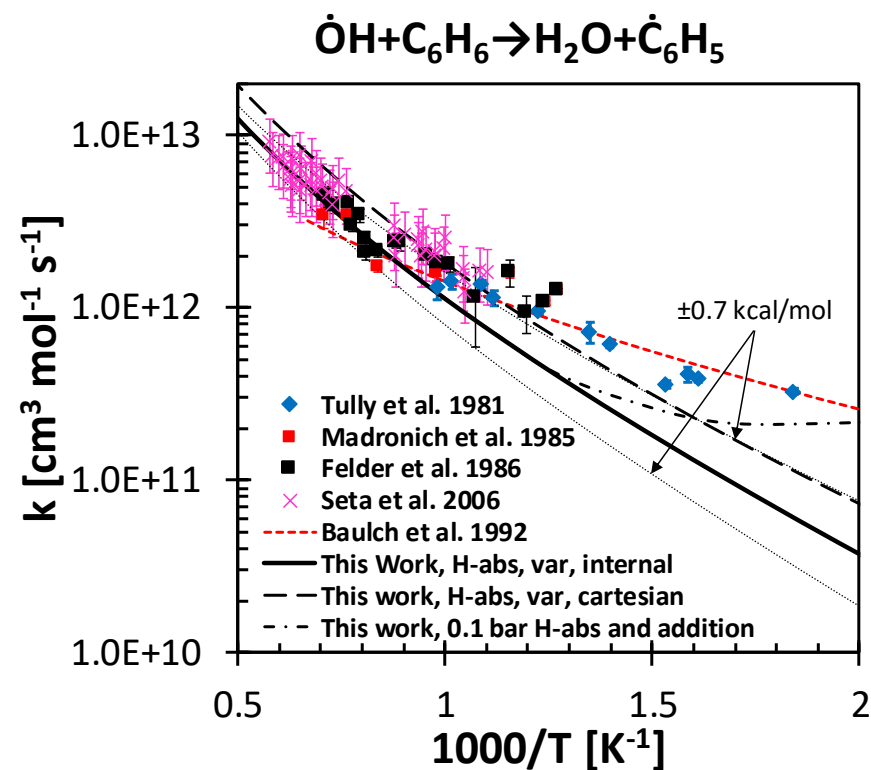 ȮH+C₆H₆→H₂O+Ċ₆H₅
k [cm³ mol⁻¹ s⁻¹]
1.0E+13
1.0E+12
1.0E+11
1.0E+10
±0.7 kcal/mol
Tully et al. 1981
Madronich et al. 1985
Felder et al. 1986
Seta et al. 2006
Baulch et al. 1992
This Work, H-abs, var, internal
This work, H-abs, var, cartesian
This work, 0.1 bar H-abs and addition
0.5 1 1.5 2
1000/T [K⁻¹]